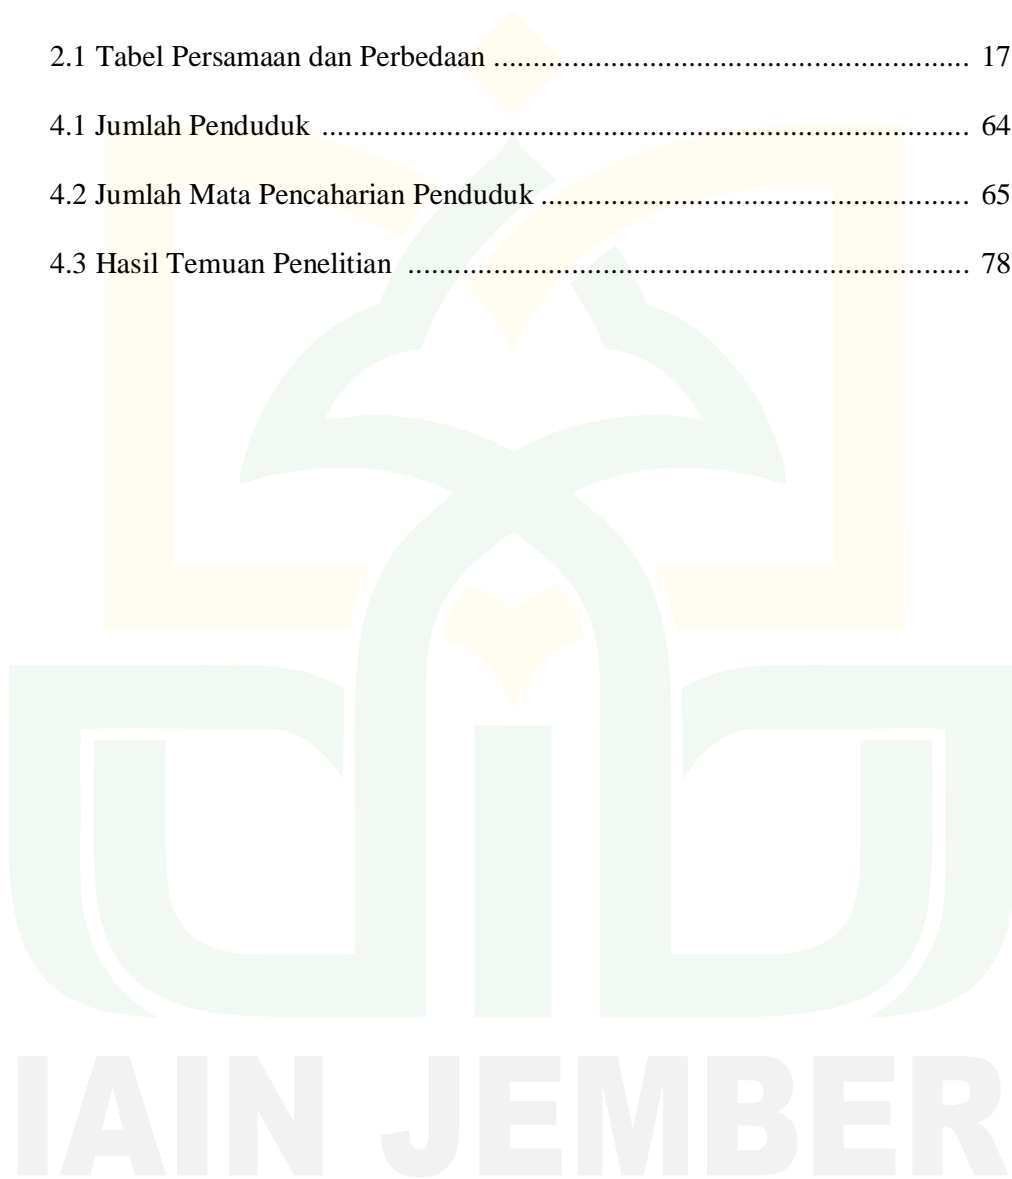 2.1 Tabel Persamaan dan Perbedaan ............................................................. 17
4.1 Jumlah Penduduk ................................................................................... 64
4.2 Jumlah Mata Pencaharian Penduduk ....................................................... 65
4.3 Hasil Temuan Penelitian ........................................................................ 78
IAIN JEMBER